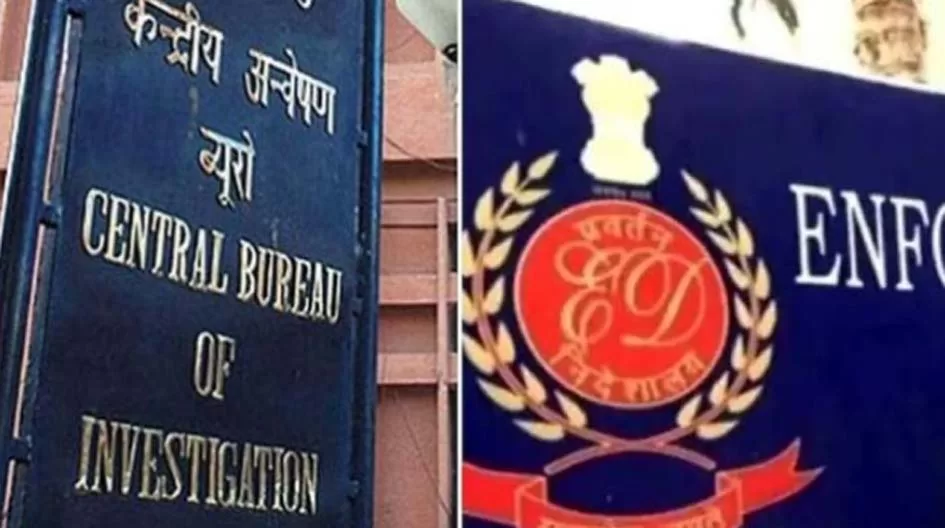 केन्द्रीय अन्वेषण
ब्यूरो
CENTRAL BUREAU
OF
INVESTIGATION
प्रवर्तन
ED
निदेशालय
ENFO